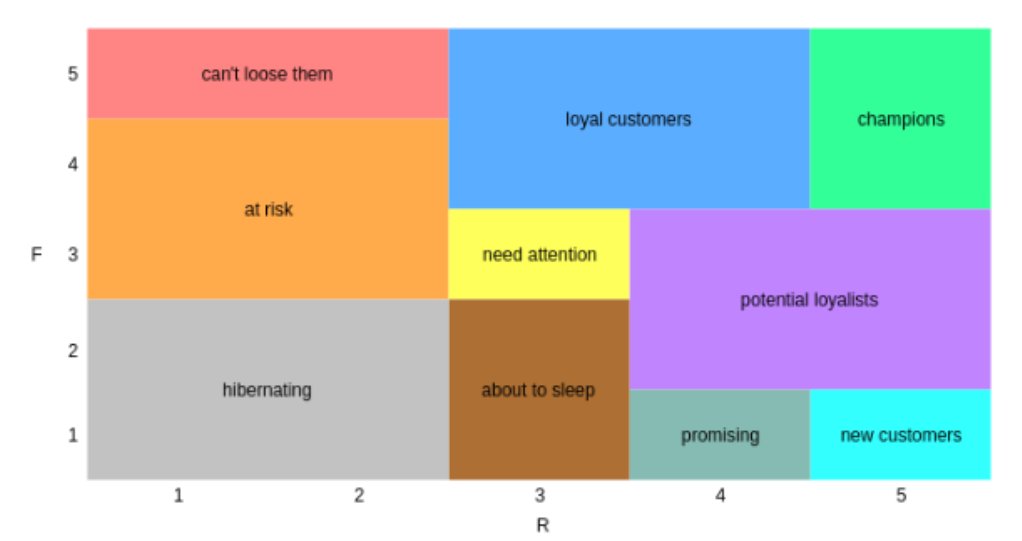 5
can't loose them
loyal customers
champions
4
at risk
F
3
need attention
potential loyalists
2
hibernating
about to sleep
1
promising
new customers
1
2
3
4
5
R